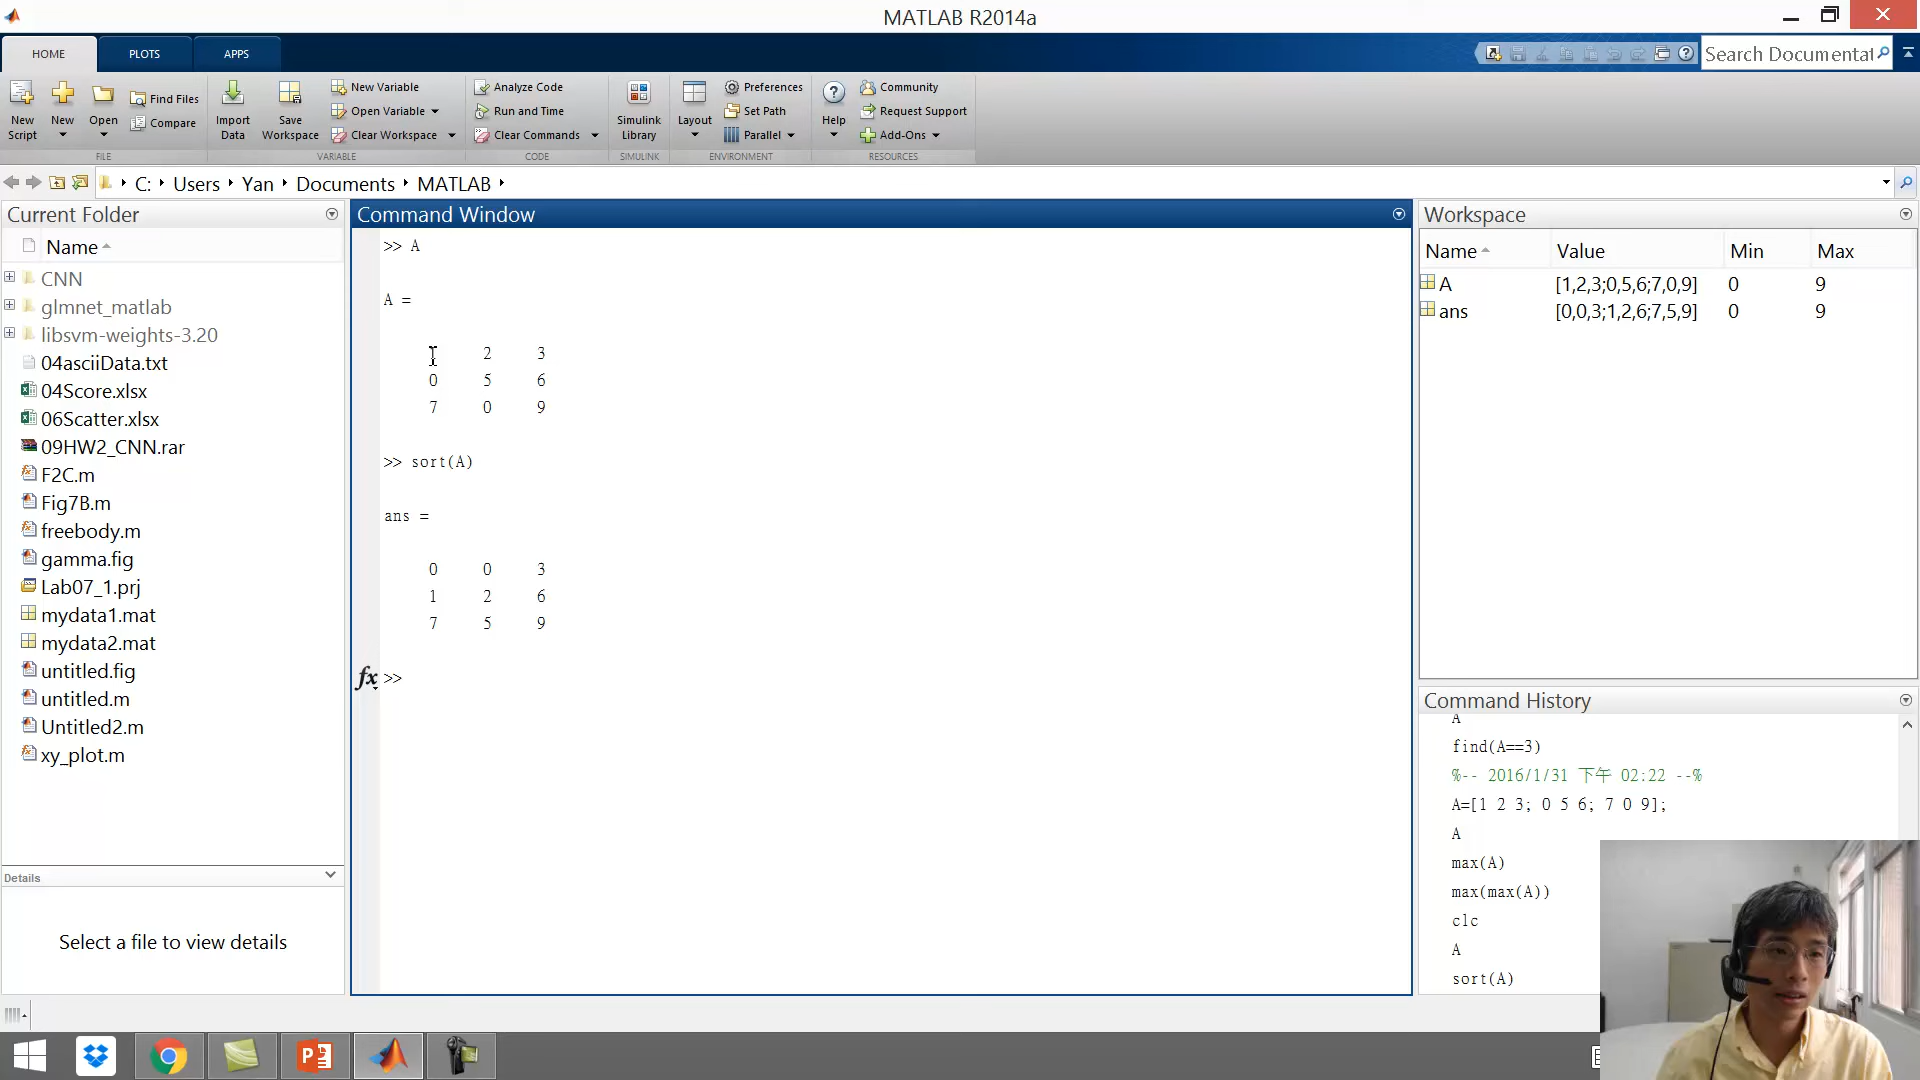 MATLAB R2014a
HOME PLOTS APPS
Search Documentat
New Script
New
Open
Find Files
Compare
FILE
Import Data
Save Workspace
New Variable
Open Variable
Clear Workspace
VARIABLE
Analyze Code
Run and Time
Clear Commands
CODE
Simulink Library
SIMULINK
Layout
Preferences
Set Path
Parallel
ENVIRONMENT
Help
Community
Request Support
Add-Ons
RESOURCES
C: Users Yan Documents MATLAB
Current Folder
Name
CNN
glmnet_matlab
libsvm-weights-3.20
04asciiData.txt
04Score.xlsx
06Scatter.xlsx
09HW2_CNN.rar
F2C.m
Fig7B.m
freebody.m
gamma.fig
Lab07_1.prj
mydata1.mat
mydata2.mat
untitled.fig
untitled.m
Untitled2.m
xy_plot.m
Details
Select a file to view details
Command Window
>> A
A =
1 2 3
0 5 6
7 0 9
>> sort(A)
ans =
0 0 3
1 2 6
7 5 9
fx >>
Workspace
Name Value Min Max
A [1,2,3;0,5,6;7,0,9] 0 9
ans [0,0,3;1,2,6;7,5,9] 0 9
Command History
A
find(A==3)
%-- 2016/1/31 下午 02:22 --%
A=[1 2 3; 0 5 6; 7 0 9];
A
max(A)
max(max(A))
clc
A
sort(A)